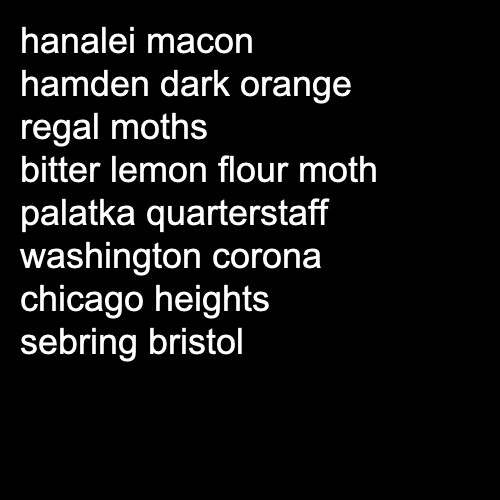 hanalei macon
hamden dark orange
regal moths
bitter lemon flour moth
palatka quarterstaff
washington corona
chicago heights
sebring bristol